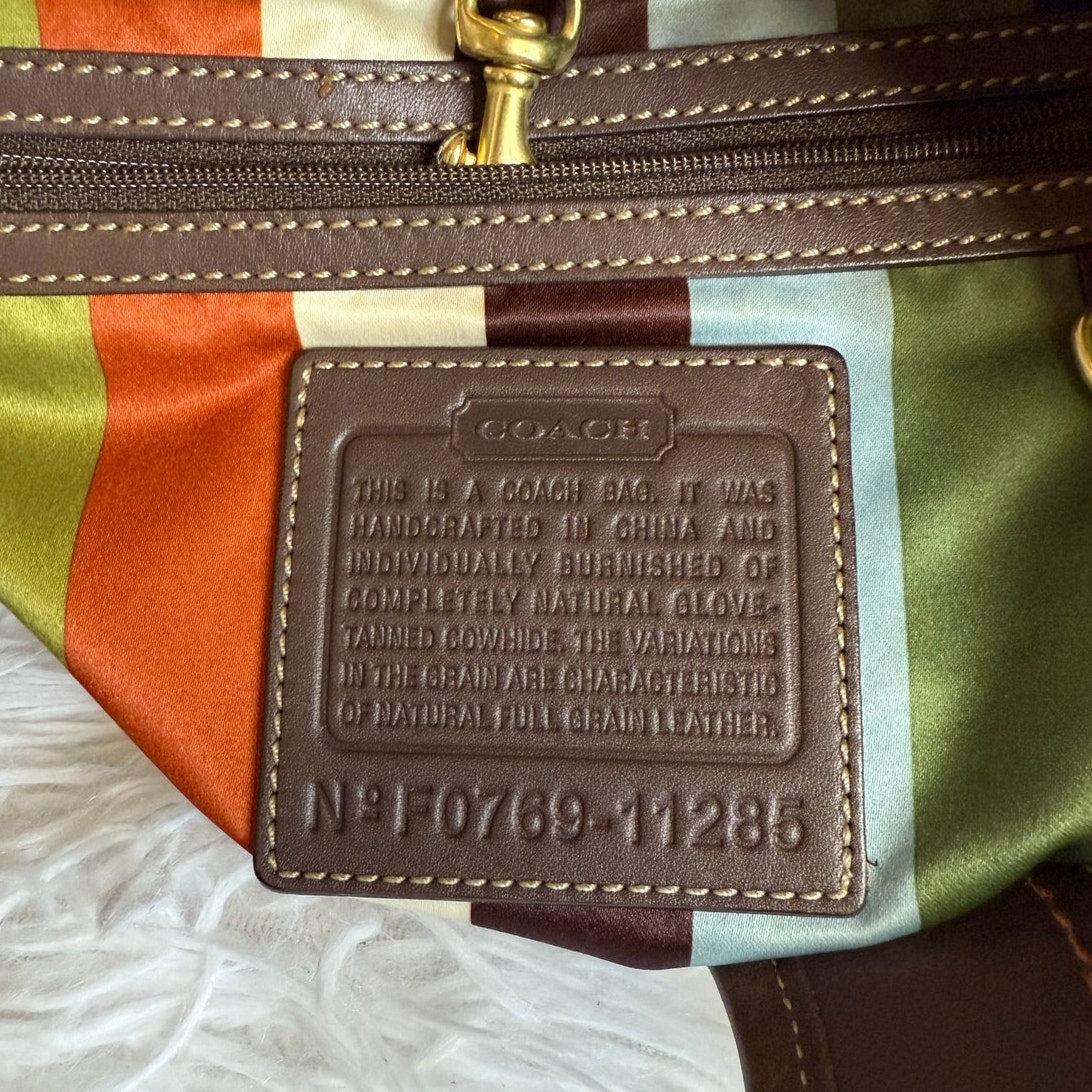 COACH
THIS IS A COACH BAG. IT WAS
HANDCRAFTED IN CHINA AND
INDIVIDUALLY BURNISHED OF
COMPLETELY NATURAL GLOVE-
TANNED COWHIDE. THE VARIATIONS
IN THE GRAIN ARE CHARACTERISTIC
OF NATURAL FULL GRAIN LEATHER.
Nº F0769-11285